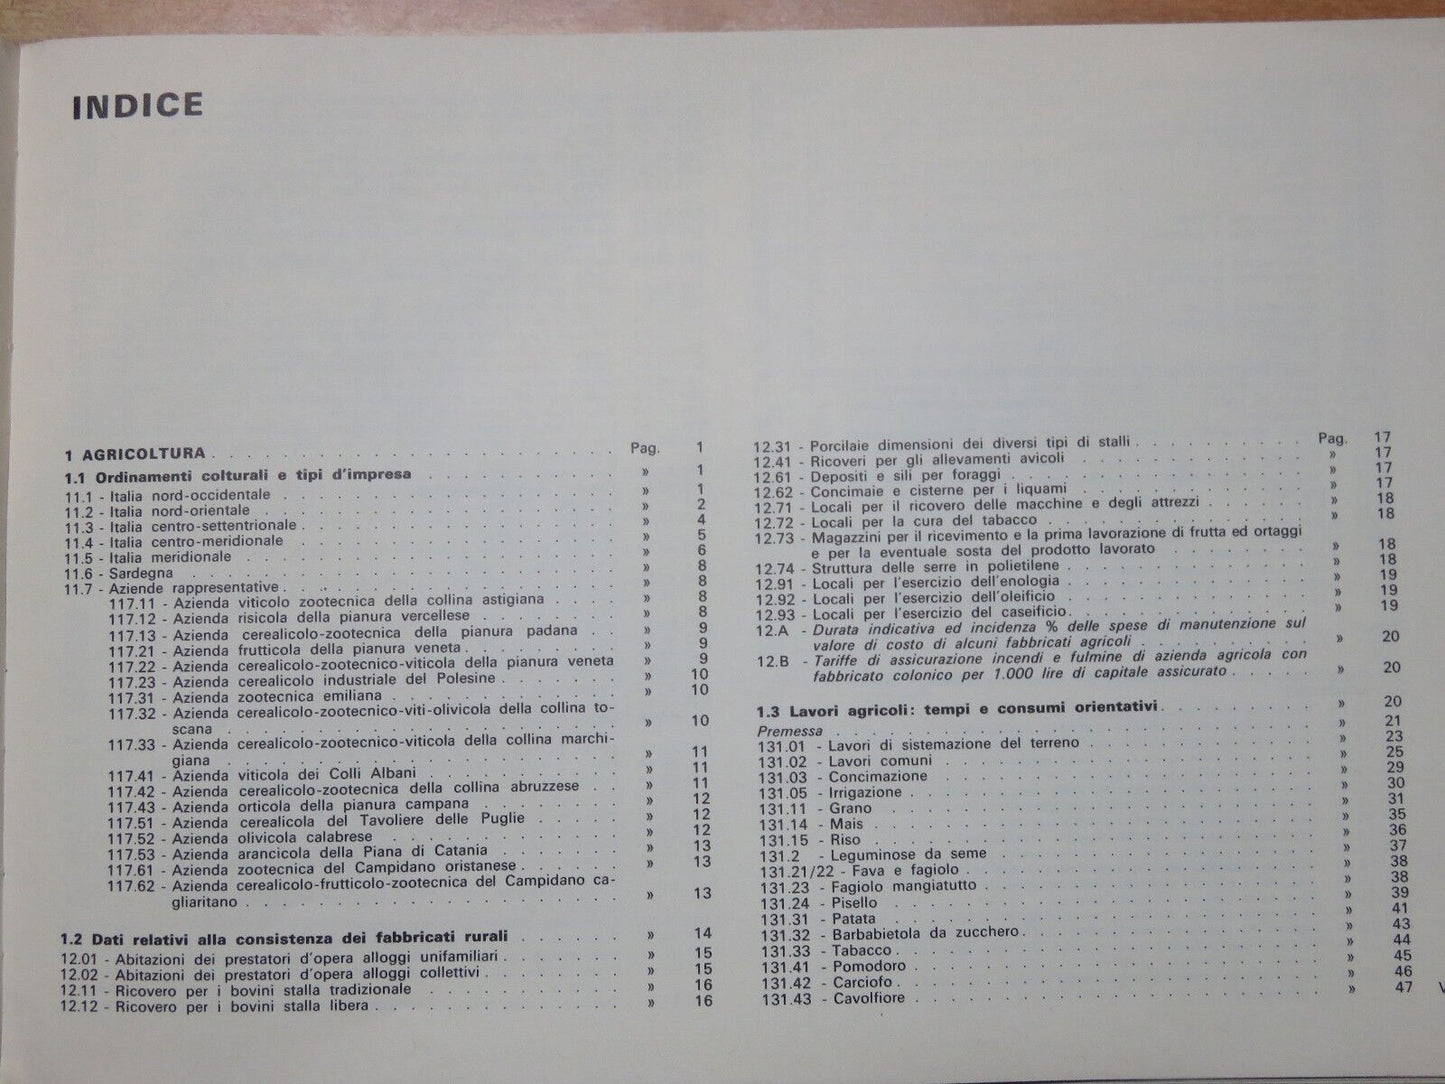 INDICE
1 AGRICOLTURA . . . . . Pag. 1
1.1 Ordinamenti colturali e tipi d'impresa . . . . . » 1
11.1 - Italia nord-occidentale . . . . . » 1
11.2 - Italia nord-orientale . . . . . » 2
11.3 - Italia centro-settentrionale . . . . . » 4
11.4 - Italia centro-meridionale . . . . . » 5
11.5 - Italia meridionale . . . . . » 6
11.6 - Sardegna . . . . . » 8
11.7 - Aziende rappresentative . . . . . » 8
117.11 - Azienda viticolo zootecnica della collina astigiana . . . . » 8
117.12 - Azienda risicola della pianura vercellese . . . . . » 8
117.13 - Azienda cerealicolo-zootecnica della pianura padana . . » 9
117.21 - Azienda frutticola della pianura veneta . . . . . » 9
117.22 - Azienda cerealicolo-zootecnico-viticola della pianura veneta » 9
117.23 - Azienda cerealicolo industriale del Polesine . . . . . » 10
117.31 - Azienda zootecnica emiliana . . . . . » 10
117.32 - Azienda cerealicolo-zootecnico-viti-olivicola della collina to-
scana . . . . . » 10
117.33 - Azienda cerealicolo-zootecnico-viticola della collina marchi-
giana . . . . . » 11
117.41 - Azienda viticola dei Colli Albani . . . . . » 11
117.42 - Azienda cerealicolo-zootecnica della collina abruzzese . . » 11
117.43 - Azienda orticola della pianura campana . . . . . » 12
117.51 - Azienda cerealicola del Tavoliere delle Puglie . . . . . » 12
117.52 - Azienda olivicola calabrese . . . . . » 12
117.53 - Azienda arancicola della Piana di Catania . . . . . » 13
117.61 - Azienda zootecnica del Campidano oristanese . . . . . » 13
117.62 - Azienda cerealicolo-frutticolo-zootecnica del Campidano ca-
gliaritano . . . . . » 13
1.2 Dati relativi alla consistenza dei fabbricati rurali . . . . . » 14
12.01 - Abitazioni dei prestatori d'opera alloggi unifamiliari . . . . . » 15
12.02 - Abitazioni dei prestatori d'opera alloggi collettivi . . . . . » 15
12.11 - Ricovero per i bovini stalla tradizionale . . . . . » 16
12.12 - Ricovero per i bovini stalla libera . . . . . » 16
12.31 - Porcilaie dimensioni dei diversi tipi di stalli . . . . . Pag. 17
12.41 - Ricoveri per gli allevamenti avicoli . . . . . » 17
12.61 - Depositi e sili per foraggi . . . . . » 17
12.62 - Concimaie e cisterne per i liquami . . . . . » 17
12.71 - Locali per il ricovero delle macchine e degli attrezzi . . . . . » 18
12.72 - Locali per la cura del tabacco . . . . . » 18
12.73 - Magazzini per il ricevimento e la prima lavorazione di frutta ed ortaggi
e per la eventuale sosta del prodotto lavorato . . . . . » 18
12.74 - Struttura delle serre in polietilene . . . . . » 18
12.91 - Locali per l'esercizio dell'enologia . . . . . » 19
12.92 - Locali per l'esercizio dell'oleificio . . . . . » 19
12.93 - Locali per l'esercizio del caseificio . . . . . » 19
12.A - Durata indicativa ed incidenza % delle spese di manutenzione sul
valore di costo di alcuni fabbricati agricoli . . . . . » 20
12.B - Tariffe di assicurazione incendi e fulmine di azienda agricola con
fabbricato colonico per 1.000 lire di capitale assicurato . . . . . » 20
1.3 Lavori agricoli: tempi e consumi orientativi . . . . . » 20
Premessa . . . . . » 21
131.01 - Lavori di sistemazione del terreno . . . . . » 23
131.02 - Lavori comuni . . . . . » 25
131.03 - Concimazione . . . . . » 29
131.05 - Irrigazione . . . . . » 30
131.11 - Grano . . . . . » 31
131.14 - Mais . . . . . » 35
131.15 - Riso . . . . . » 36
131.2 - Leguminose da seme . . . . . » 37
131.21/22 - Fava e fagiolo . . . . . » 38
131.23 - Fagiolo mangiatutto . . . . . » 38
131.24 - Pisello . . . . . » 39
131.31 - Patata . . . . . » 41
131.32 - Barbabietola da zucchero . . . . . » 43
131.33 - Tabacco . . . . . » 44
131.41 - Pomodoro . . . . . » 45
131.42 - Carciofo . . . . . » 46
131.43 - Cavolfiore . . . . . » 47